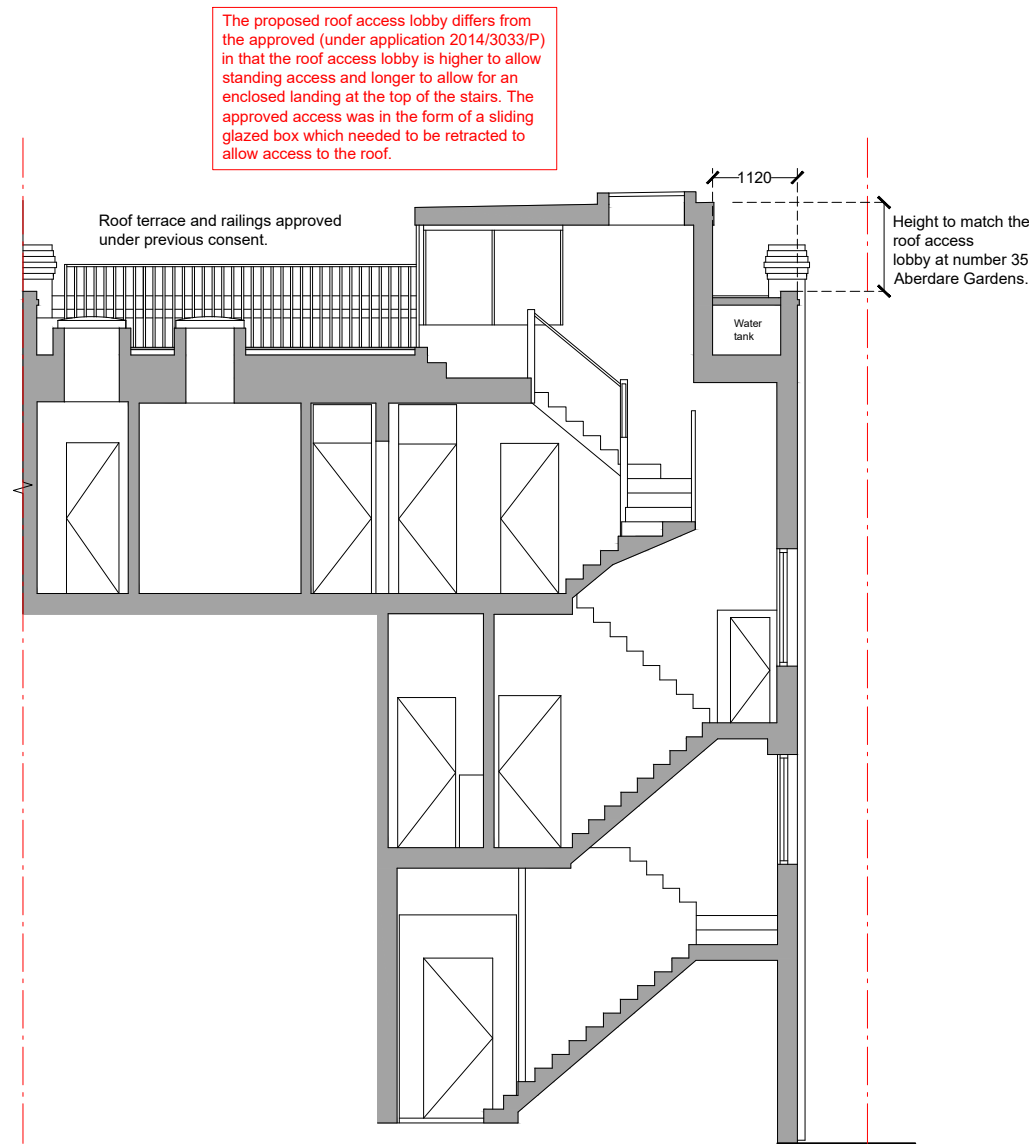 The proposed roof access lobby differs from
the approved (under application 2014/3033/P)
in that the roof access lobby is higher to allow
standing access and longer to allow for an
enclosed landing at the top of the stairs. The
approved access was in the form of a sliding
glazed box which needed to be retracted to
allow access to the roof.
1120
Roof terrace and railings approved
under previous consent.
Height to match the
roof access
lobby at number 35
Aberdare Gardens.
Water
tank